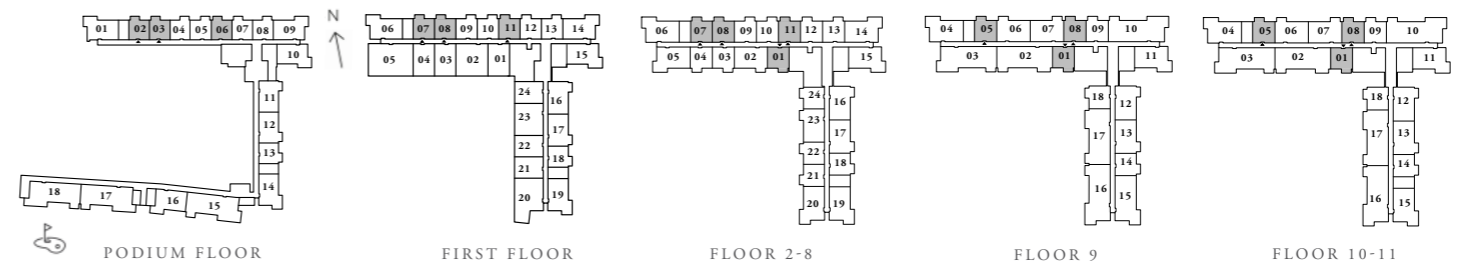 01 02 03 04 05 06 07 08 09
10
11
12
13
14
18 17 16 15
PODIUM FLOOR
N
06 07 08 09 10 11 12 13 14
05 04 03 02 01 15
24 16
23 17
22 18
21
20 19
FIRST FLOOR
06 07 08 09 10 11 12 13 14
05 04 03 02 01 15
24 16
23 17
22 18
21
20 19
FLOOR 2-8
04 05 06 07 08 09 10
03 02 01 11
18 12
17 13
14
16 15
FLOOR 9
04 05 06 07 08 09 10
03 02 01 11
18 12
17 13
14
16 15
FLOOR 10-11